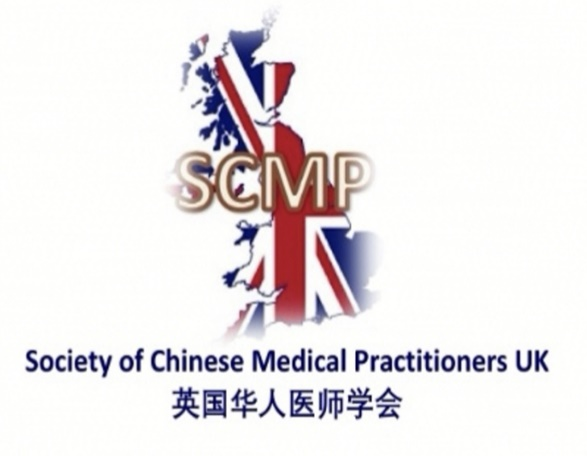 SCMP
Society of Chinese Medical Practitioners UK
英国华人医师学会